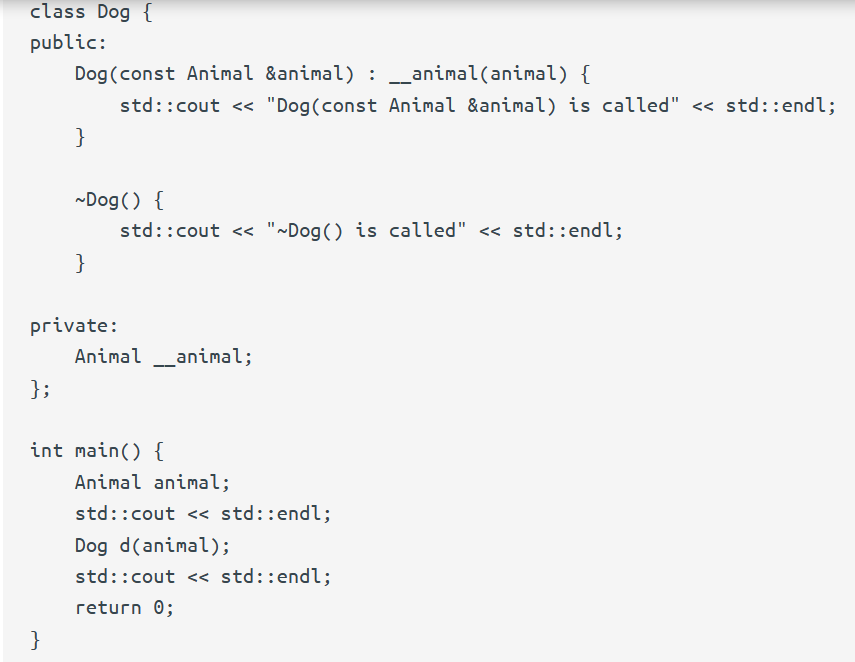 class Dog {
public:
    Dog(const Animal &animal) : __animal(animal) {
        std::cout << "Dog(const Animal &animal) is called" << std::endl;
    }

    ~Dog() {
        std::cout << "~Dog() is called" << std::endl;
    }

private:
    Animal __animal;
};

int main() {
    Animal animal;
    std::cout << std::endl;
    Dog d(animal);
    std::cout << std::endl;
    return 0;
}